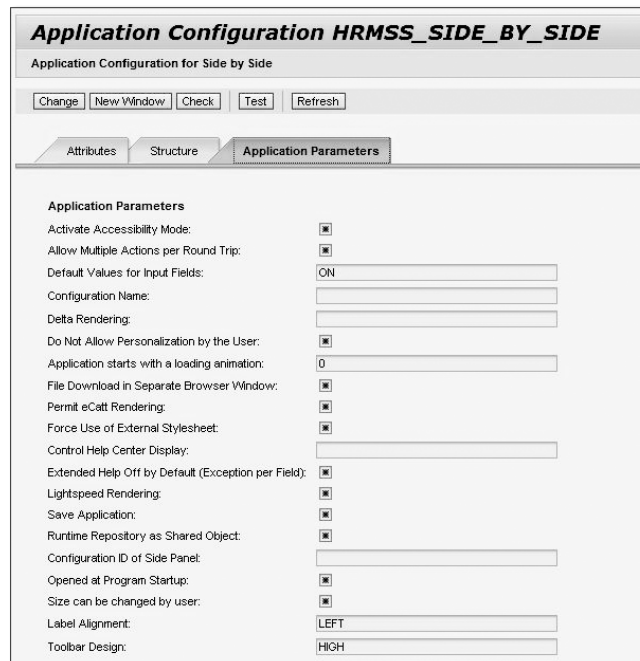 Application Configuration HRMSS_SIDE_BY_SIDE
Application Configuration for Side by Side
Change New Window Check Test Refresh
Attributes Structure Application Parameters
Application Parameters
Activate Accessibility Mode:
Allow Multiple Actions per Round Trip:
Default Values for Input Fields: ON
Configuration Name:
Delta Rendering:
Do Not Allow Personalization by the User:
Application starts with a loading animation: 0
File Download in Separate Browser Window:
Permit eCatt Rendering:
Force Use of External Stylesheet:
Control Help Center Display:
Extended Help Off by Default (Exception per Field):
Lightspeed Rendering:
Save Application:
Runtime Repository as Shared Object:
Configuration ID of Side Panel:
Opened at Program Startup:
Size can be changed by user:
Label Alignment: LEFT
Toolbar Design: HIGH